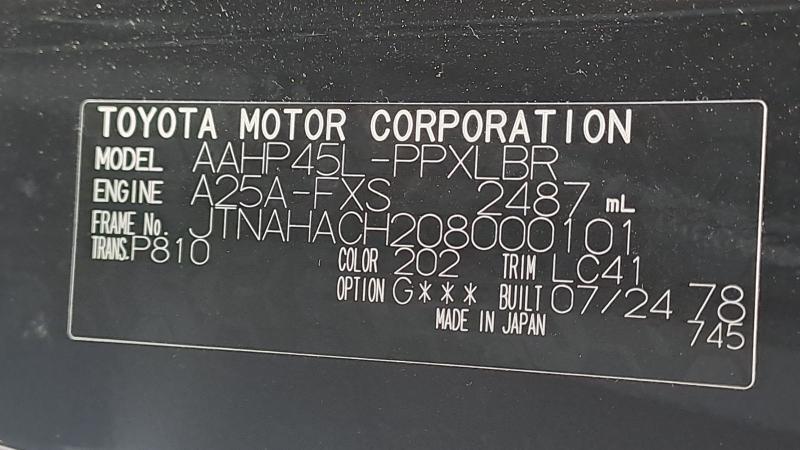 TOYOTA MOTOR CORPORATION
MODEL AAHP45L-PPXLBR
ENGINE A25A-FXS 2487 mL
FRAME No. JTNAHACH208000101
TRANS. P810
COLOR 202 TRIM LC41
OPTION G*** BUILT 07/24 78
MADE IN JAPAN 745